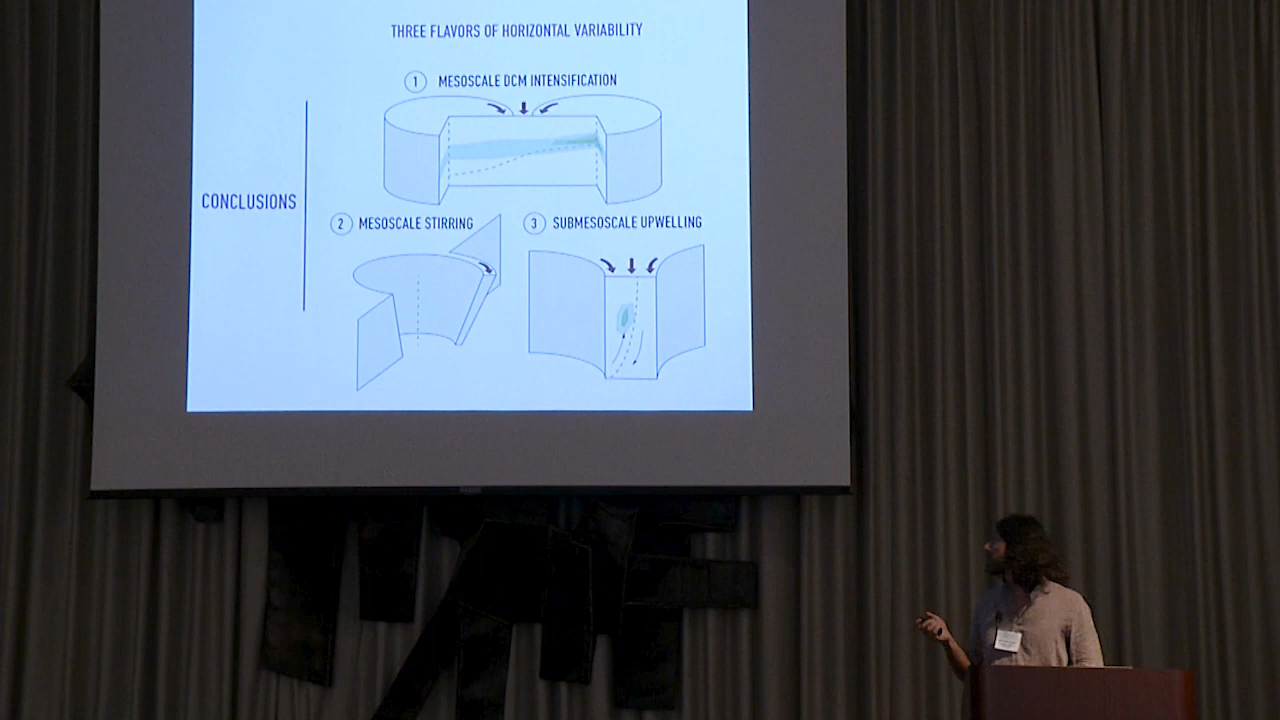 THREE FLAVORS OF HORIZONTAL VARIABILITY
1 MESOSCALE DCM INTENSIFICATION
CONCLUSIONS
2 MESOSCALE STIRRING
3 SUBMESOSCALE UPWELLING